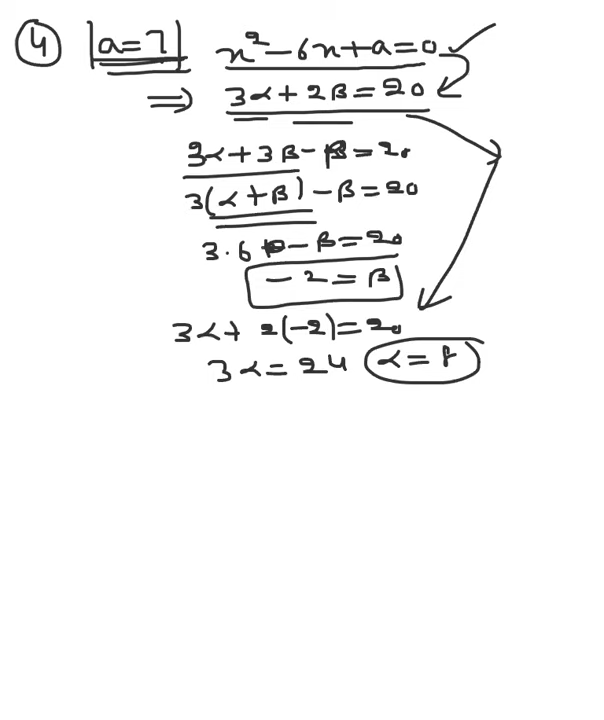 ④ |a=7| x²-6x+a=0
⇒ 3α+2β=20
3α+3β-β=20
3(α+β)-β=20
3.6-β=20
-2=β
3α+2(-2)=20
3α=24 α=8